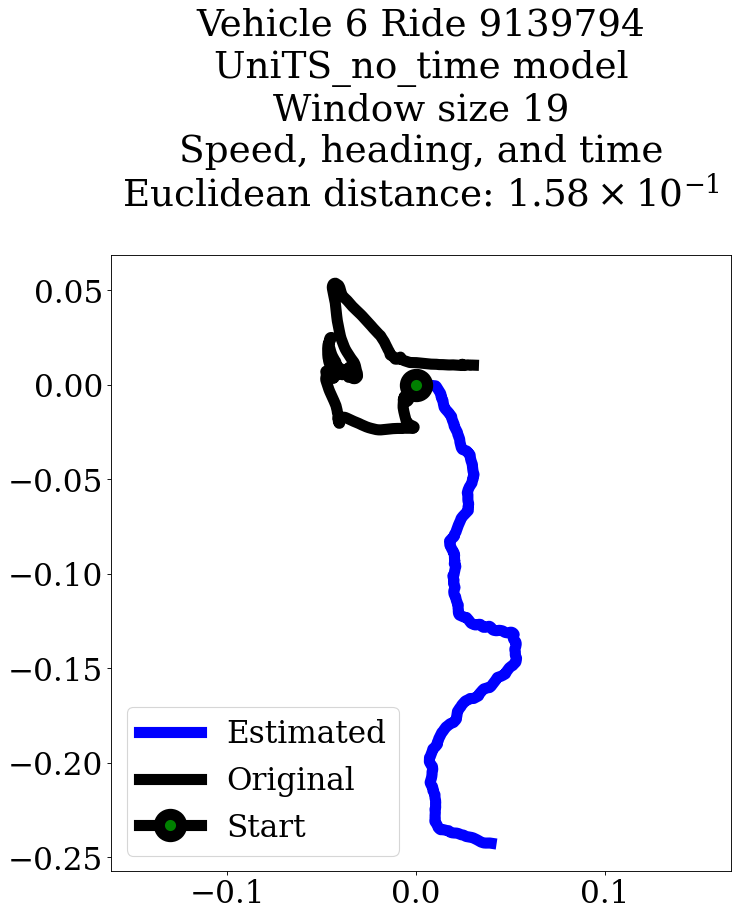 Vehicle 6 Ride 9139794
UniTS_no_time model
Window size 19
Speed, heading, and time
Euclidean distance: 1.58 × 10⁻¹
0.05
0.00
−0.05
−0.10
−0.15
−0.20
−0.25
Estimated
Original
Start
−0.1
0.0
0.1